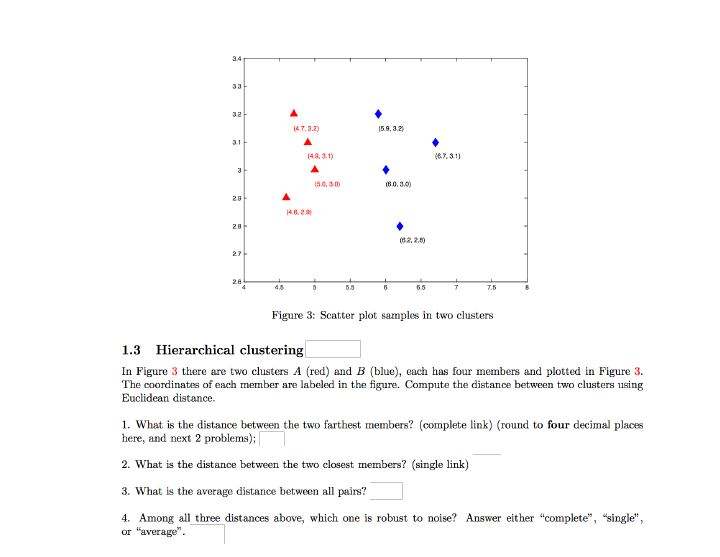 3.4
3.3
3.2
(4.7, 3.2)
(5.9, 3.2)
3.1
(4.9, 3.1)
(6.7, 3.1)
3
(5.0, 3.0)
(6.0, 3.0)
2.9
(4.6, 2.9)
2.8
(6.2, 2.8)
2.7
2.6
4 4.5 5 5.5 6 6.5 7 7.5 8
Figure 3: Scatter plot samples in two clusters
1.3 Hierarchical clustering
In Figure 3 there are two clusters A (red) and B (blue), each has four members and plotted in Figure 3.
The coordinates of each member are labeled in the figure. Compute the distance between two clusters using
Euclidean distance.
1. What is the distance between the two farthest members? (complete link) (round to four decimal places
here, and next 2 problems);
2. What is the distance between the two closest members? (single link)
3. What is the average distance between all pairs?
4. Among all three distances above, which one is robust to noise? Answer either “complete”, “single”,
or “average”.